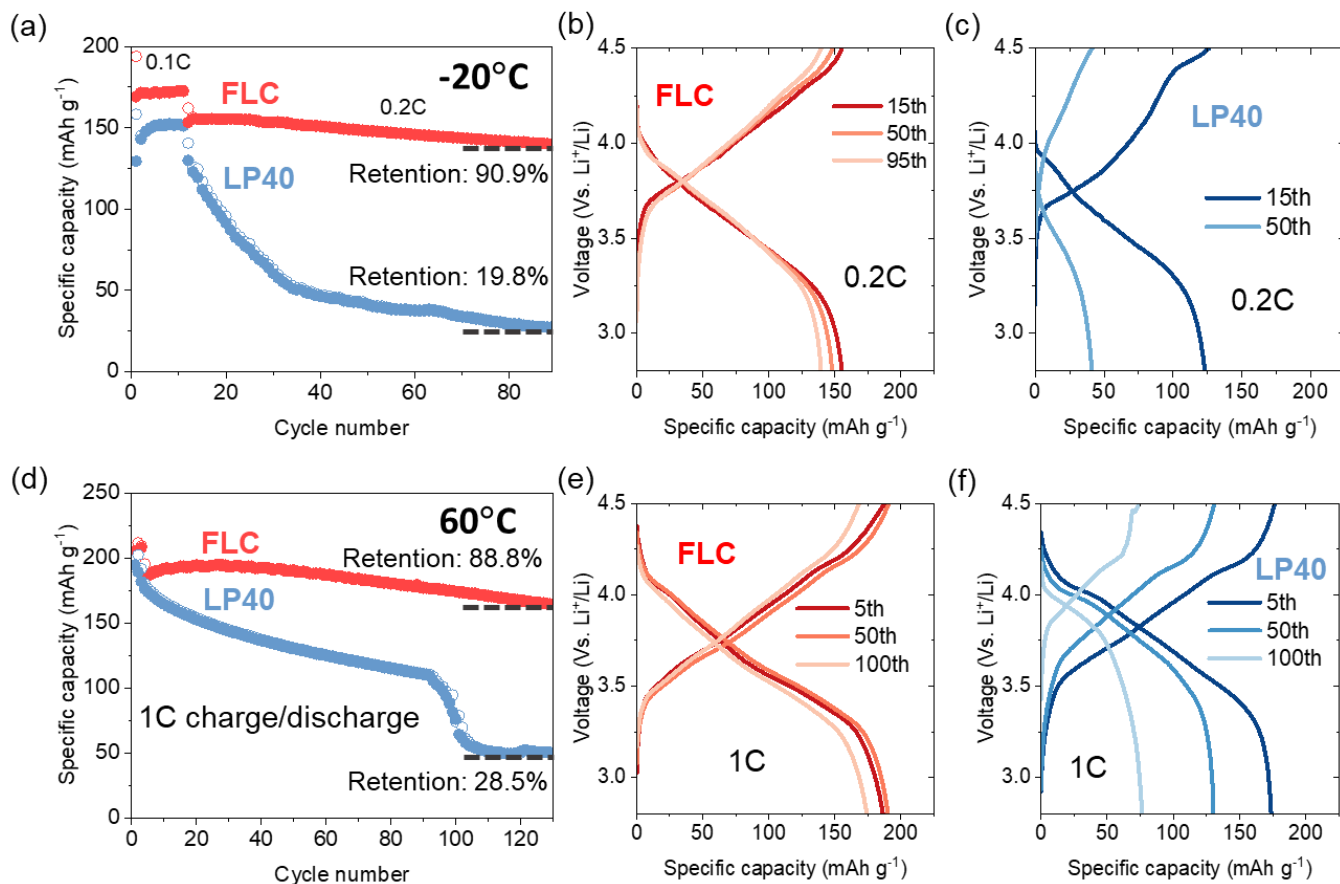 (a)
200
150
100
50
0
Specific capacity (mAh g⁻¹)
0.1C
-20°C
FLC
0.2C
Retention: 90.9%
LP40
Retention: 19.8%
0 20 40 60 80
Cycle number
(b)
4.5
4.0
3.5
3.0
Voltage (Vs. Li⁺/Li)
FLC
15th
50th
95th
0.2C
0 50 100 150 200
Specific capacity (mAh g⁻¹)
(c)
4.5
4.0
3.5
3.0
Voltage (Vs. Li⁺/Li)
LP40
15th
50th
0.2C
0 50 100 150 200
Specific capacity (mAh g⁻¹)
(d)
250
200
150
100
50
0
Specific capacity (mAh g⁻¹)
60°C
FLC
Retention: 88.8%
LP40
1C charge/discharge
Retention: 28.5%
0 20 40 60 80 100 120
Cycle number
(e)
4.5
4.0
3.5
3.0
Voltage (Vs. Li⁺/Li)
FLC
5th
50th
100th
1C
0 50 100 150 200
Specific capacity (mAh g⁻¹)
(f)
4.5
4.0
3.5
3.0
Voltage (Vs. Li⁺/Li)
LP40
5th
50th
100th
1C
0 50 100 150 200
Specific capacity (mAh g⁻¹)